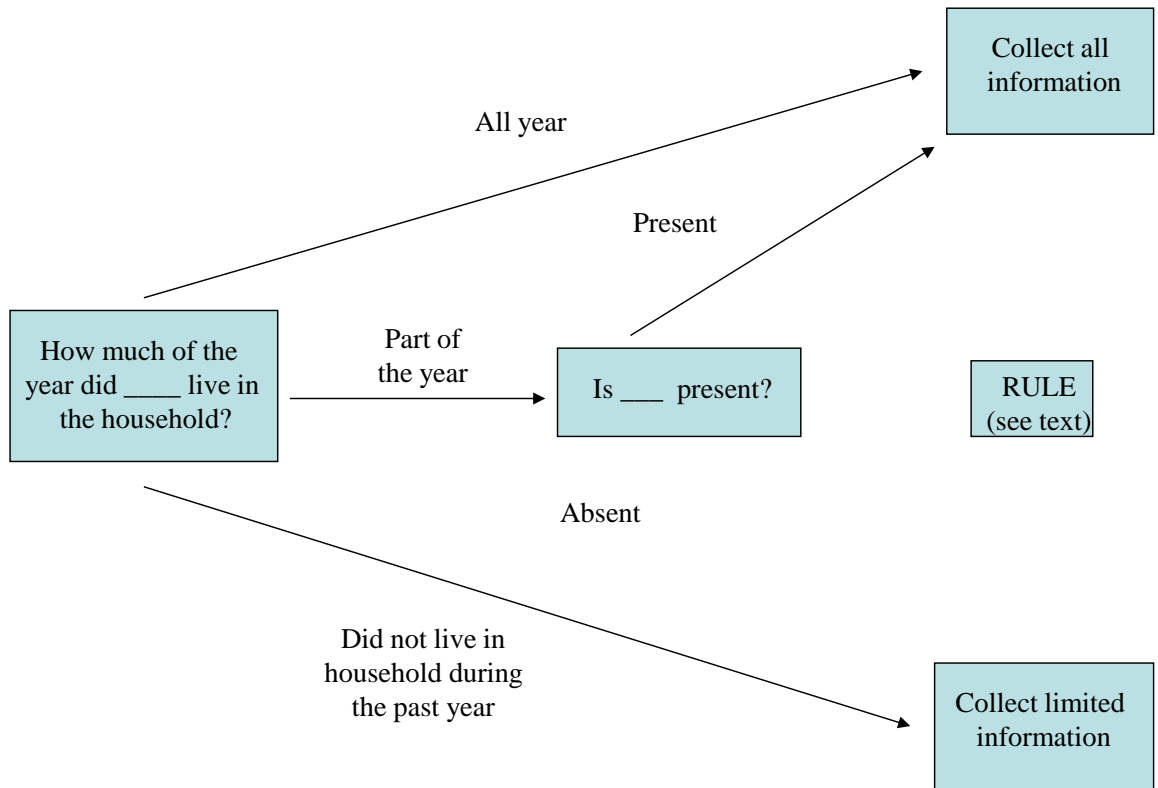 Collect all
information
All year
Present
How much of the
year did ____ live in
the household?
Part of
the year
Is ___ present?
RULE
(see text)
Absent
Did not live in
household during
the past year
Collect limited
information